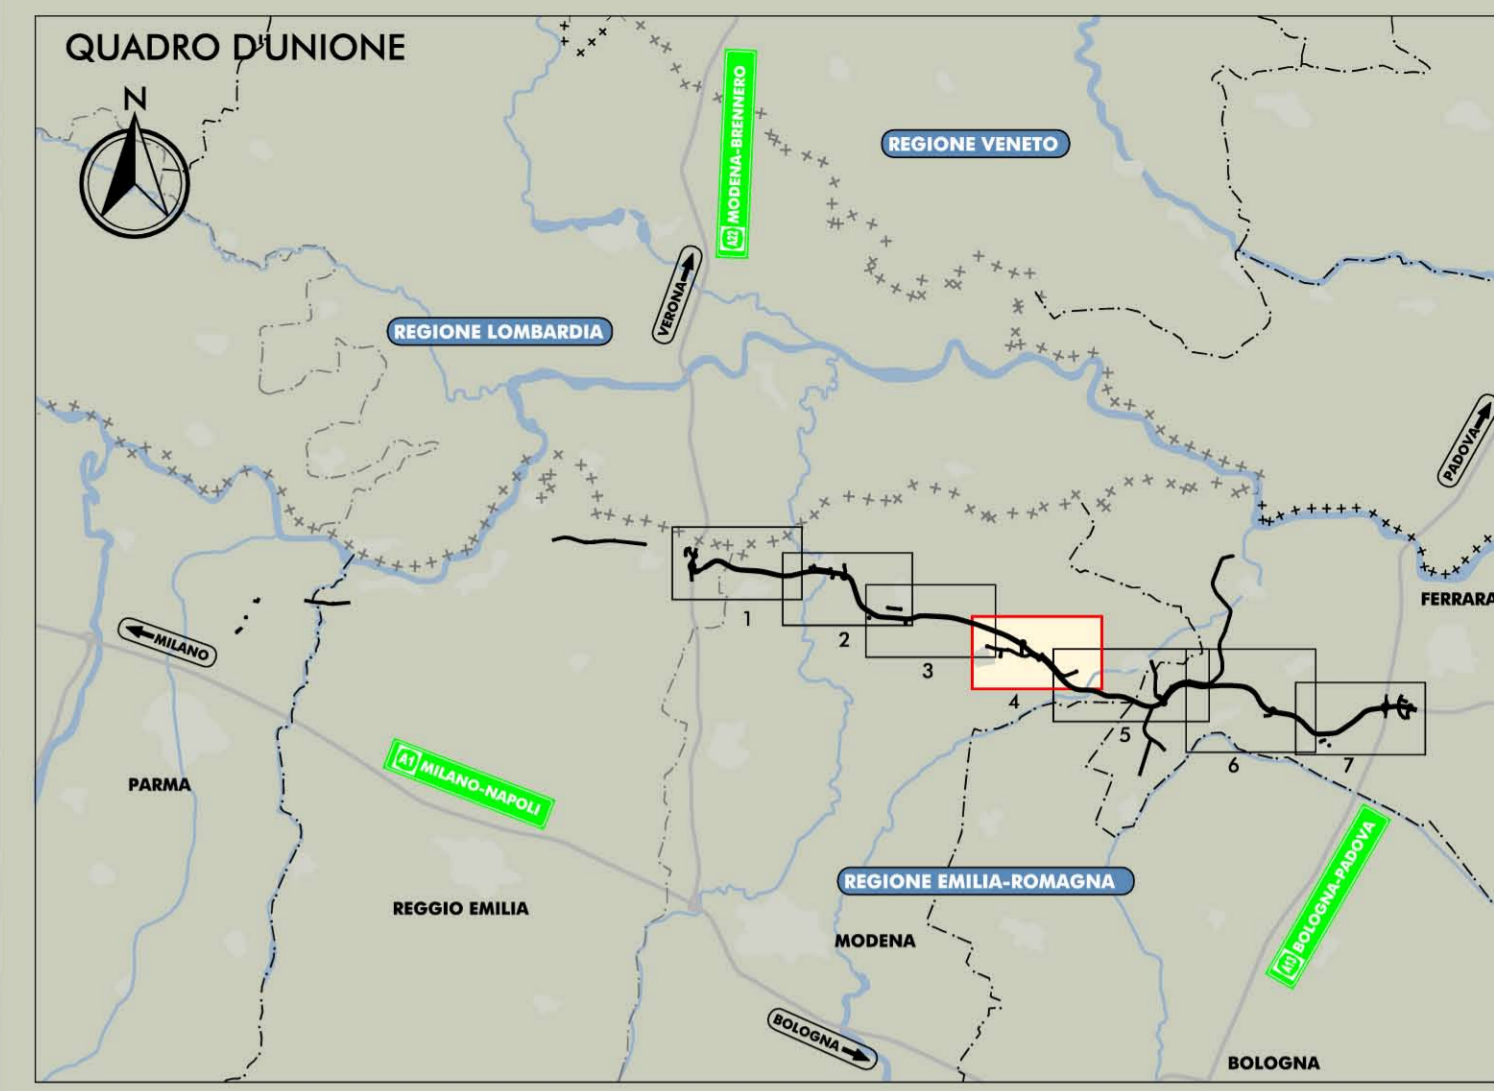 QUADRO D'UNIONE
N
A22 MODENA-BRENNERO
REGIONE VENETO
VERONA
REGIONE LOMBARDIA
PADOVA
FERRARA
MILANO
1
2
3
4
5
6
7
PARMA
A1 MILANO-NAPOLI
REGIONE EMILIA-ROMAGNA
A13 BOLOGNA-PADOVA
REGGIO EMILIA
MODENA
BOLOGNA
BOLOGNA